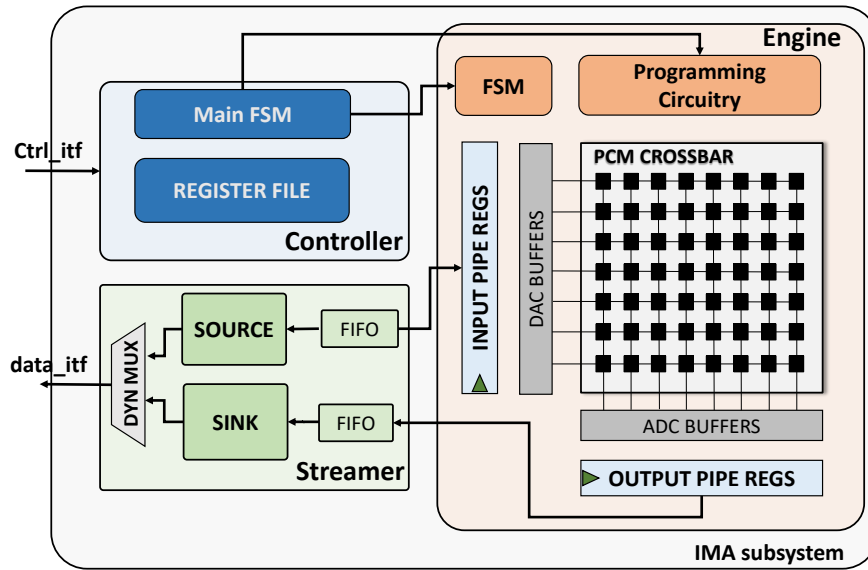 Engine
Main FSM
FSM
Programming
Circuitry
Ctrl_itf
REGISTER FILE
Controller
PCM CROSSBAR
INPUT PIPE REGS
DAC BUFFERS
SOURCE
FIFO
data_itf
DYN MUX
SINK
FIFO
Streamer
ADC BUFFERS
OUTPUT PIPE REGS
IMA subsystem